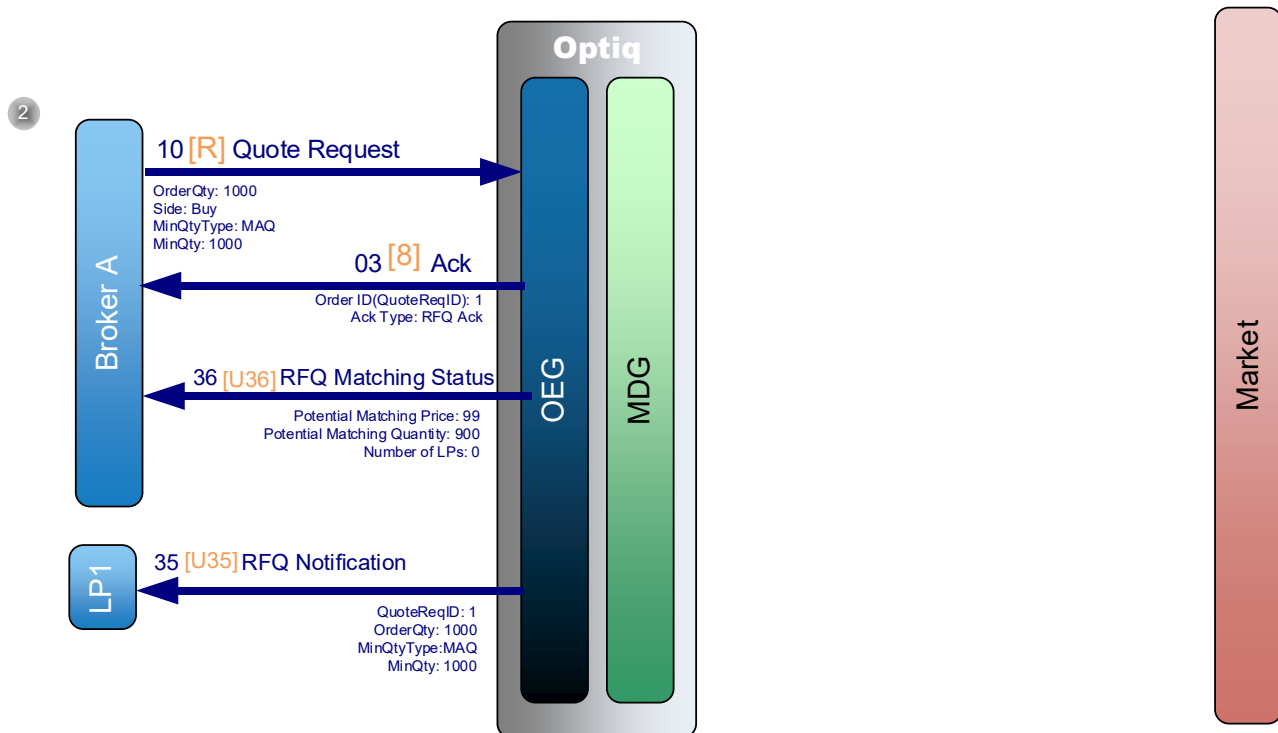 Optiq
2
10 [R] Quote Request
OrderQty: 1000
Side: Buy
MinQtyType: MAQ
MinQty: 1000
03 [8] Ack
Order ID(QuoteReqID): 1
Ack Type: RFQ Ack
Broker A
36 [U36] RFQ Matching Status
Potential Matching Price: 99
Potential Matching Quantity: 900
Number of LPs: 0
OEG
MDG
Market
LP1
35 [U35] RFQ Notification
QuoteReqID: 1
OrderQty: 1000
MinQtyType:MAQ
MinQty: 1000